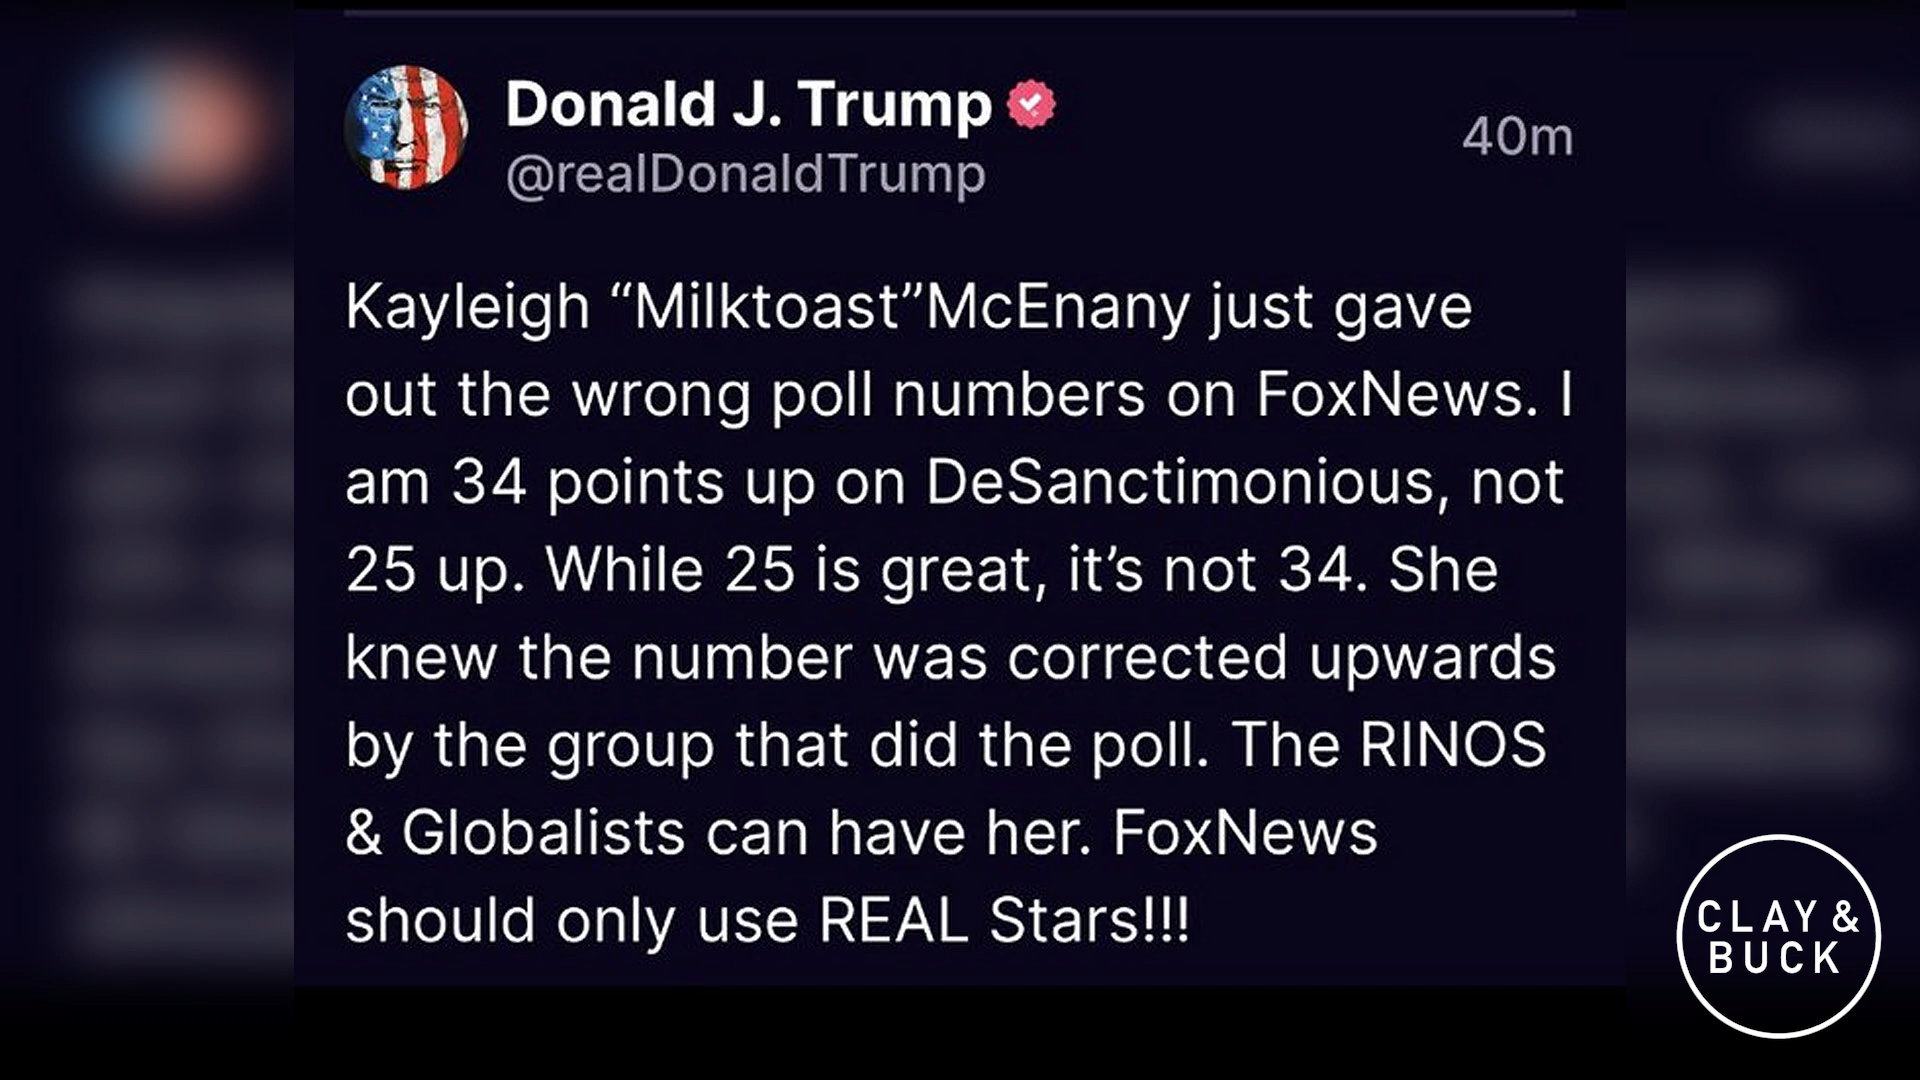 Donald J. Trump
@realDonaldTrump
40m
Kayleigh “Milktoast”McEnany just gave
out the wrong poll numbers on FoxNews. I
am 34 points up on DeSanctimonious, not
25 up. While 25 is great, it’s not 34. She
knew the number was corrected upwards
by the group that did the poll. The RINOS
& Globalists can have her. FoxNews
should only use REAL Stars!!!
CLAY &
BUCK